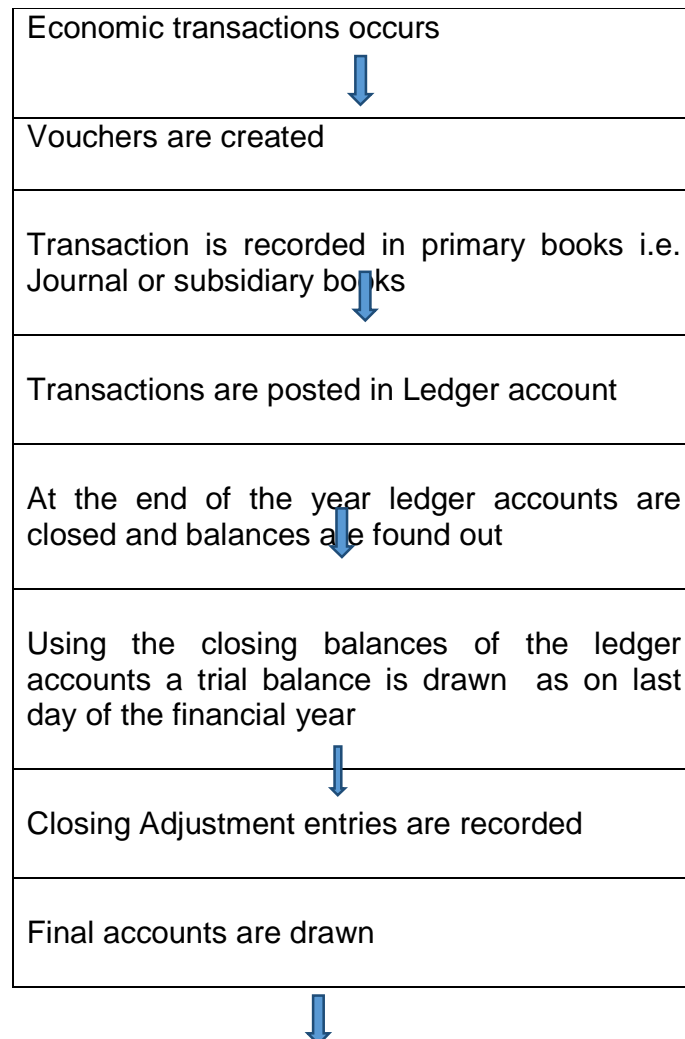 Economic transactions occurs
Vouchers are created
Transaction is recorded in primary books i.e.
Journal or subsidiary books
Transactions are posted in Ledger account
At the end of the year ledger accounts are
closed and balances are found out
Using the closing balances of the ledger
accounts a trial balance is drawn as on last
day of the financial year
Closing Adjustment entries are recorded
Final accounts are drawn